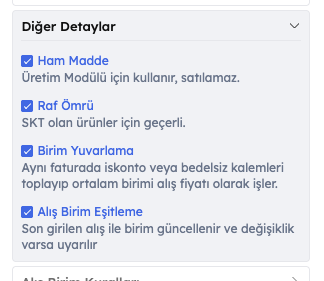 Diğer Detaylar
Ham Madde
Üretim Modülü için kullanır, satılamaz.
Raf Ömrü
SKT olan ürünler için geçerli.
Birim Yuvarlama
Aynı faturada iskonto veya bedelsiz kalemleri
toplayıp ortalam birimi alış fiyatı olarak işler.
Alış Birim Eşitleme
Son girilen alış ile birim güncellenir ve değişiklik
varsa uyarılır